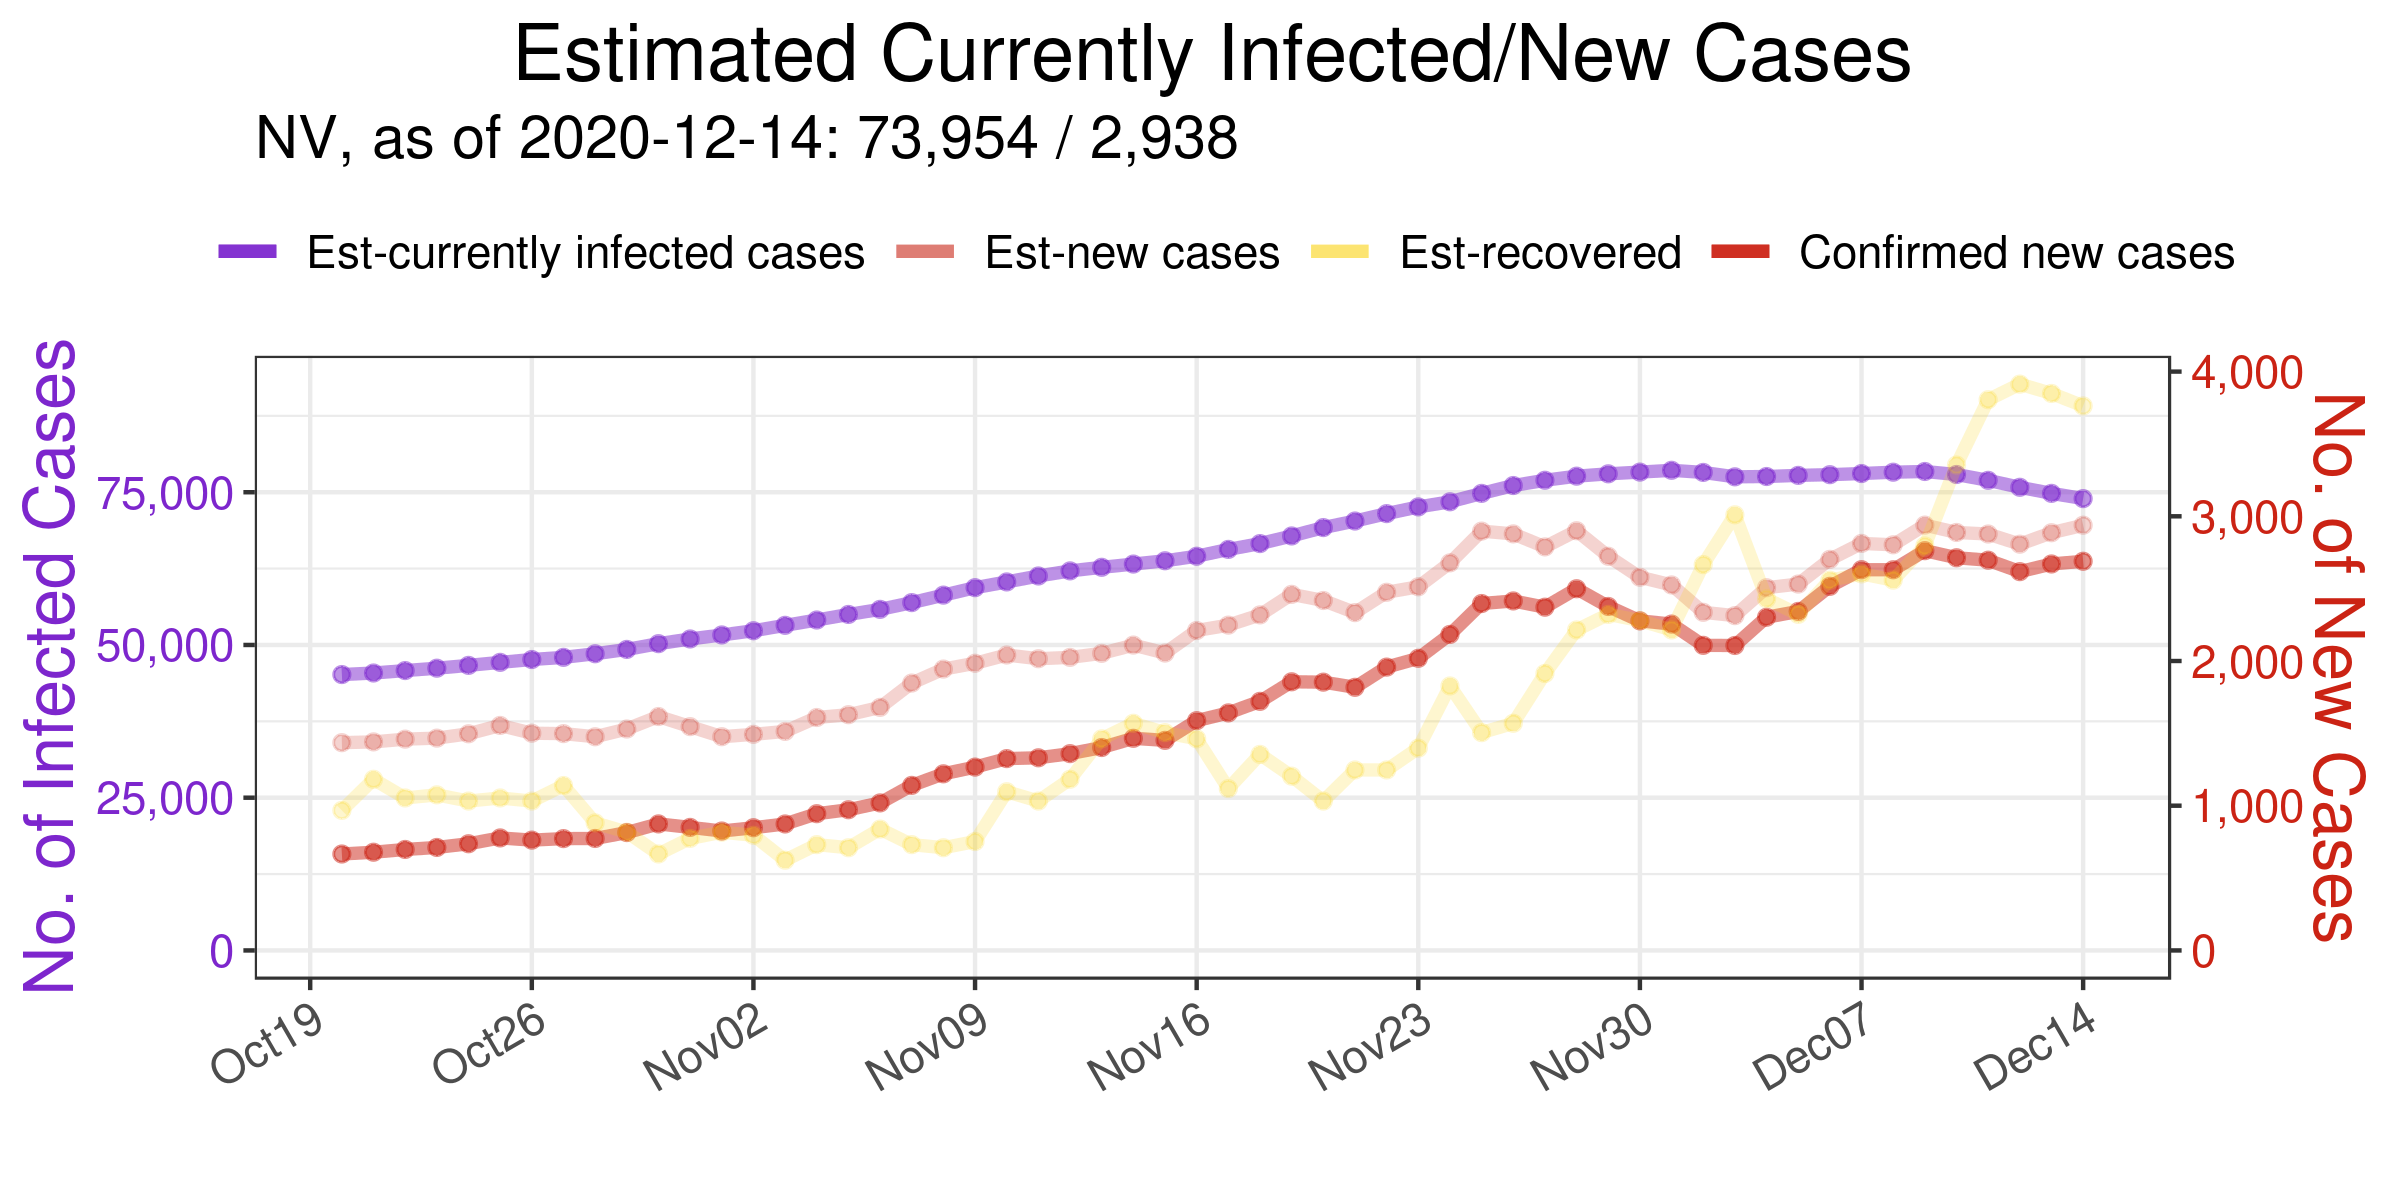 Estimated Currently Infected/New Cases
NV, as of 2020-12-14: 73,954 / 2,938
Est-currently infected cases Est-new cases Est-recovered Confirmed new cases
No. of Infected Cases
75,000
50,000
25,000
0
4,000
3,000
2,000
1,000
0
No. of New Cases
Oct19 Oct26 Nov02 Nov09 Nov16 Nov23 Nov30 Dec07 Dec14